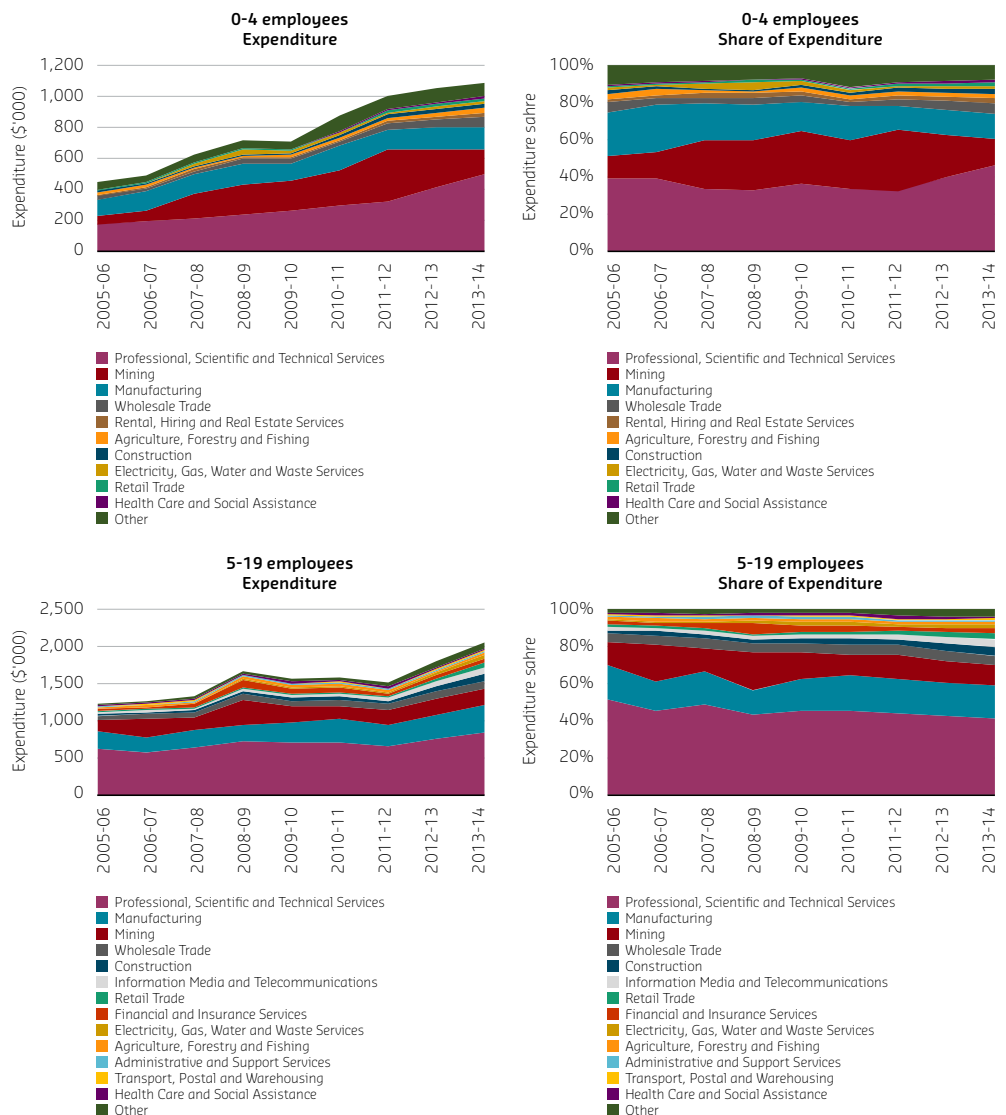 0-4 employees
Expenditure
Expenditure ($'000)
1,200
1,000
800
600
400
200
0
2005-06
2006-07
2007-08
2008-09
2009-10
2010-11
2011-12
2012-13
2013-14
Professional, Scientific and Technical Services
Mining
Manufacturing
Wholesale Trade
Rental, Hiring and Real Estate Services
Agriculture, Forestry and Fishing
Construction
Electricity, Gas, Water and Waste Services
Retail Trade
Health Care and Social Assistance
Other
0-4 employees
Share of Expenditure
Expenditure sahre
100%
80%
60%
40%
20%
0%
2005-06
2006-07
2007-08
2008-09
2009-10
2010-11
2011-12
2012-13
2013-14
Professional, Scientific and Technical Services
Mining
Manufacturing
Wholesale Trade
Rental, Hiring and Real Estate Services
Agriculture, Forestry and Fishing
Construction
Electricity, Gas, Water and Waste Services
Retail Trade
Health Care and Social Assistance
Other
5-19 employees
Expenditure
Expenditure ($'000)
2,500
2,000
1,500
1,000
500
0
2005-06
2006-07
2007-08
2008-09
2009-10
2010-11
2011-12
2012-13
2013-14
Professional, Scientific and Technical Services
Manufacturing
Mining
Wholesale Trade
Construction
Information Media and Telecommunications
Retail Trade
Financial and Insurance Services
Electricity, Gas, Water and Waste Services
Agriculture, Forestry and Fishing
Administrative and Support Services
Transport, Postal and Warehousing
Health Care and Social Assistance
Other
5-19 employees
Share of Expenditure
Expenditure sahre
100%
80%
60%
40%
20%
0%
2005-06
2006-07
2007-08
2008-09
2009-10
2010-11
2011-12
2012-13
2013-14
Professional, Scientific and Technical Services
Manufacturing
Mining
Wholesale Trade
Construction
Information Media and Telecommunications
Retail Trade
Financial and Insurance Services
Electricity, Gas, Water and Waste Services
Agriculture, Forestry and Fishing
Administrative and Support Services
Transport, Postal and Warehousing
Health Care and Social Assistance
Other